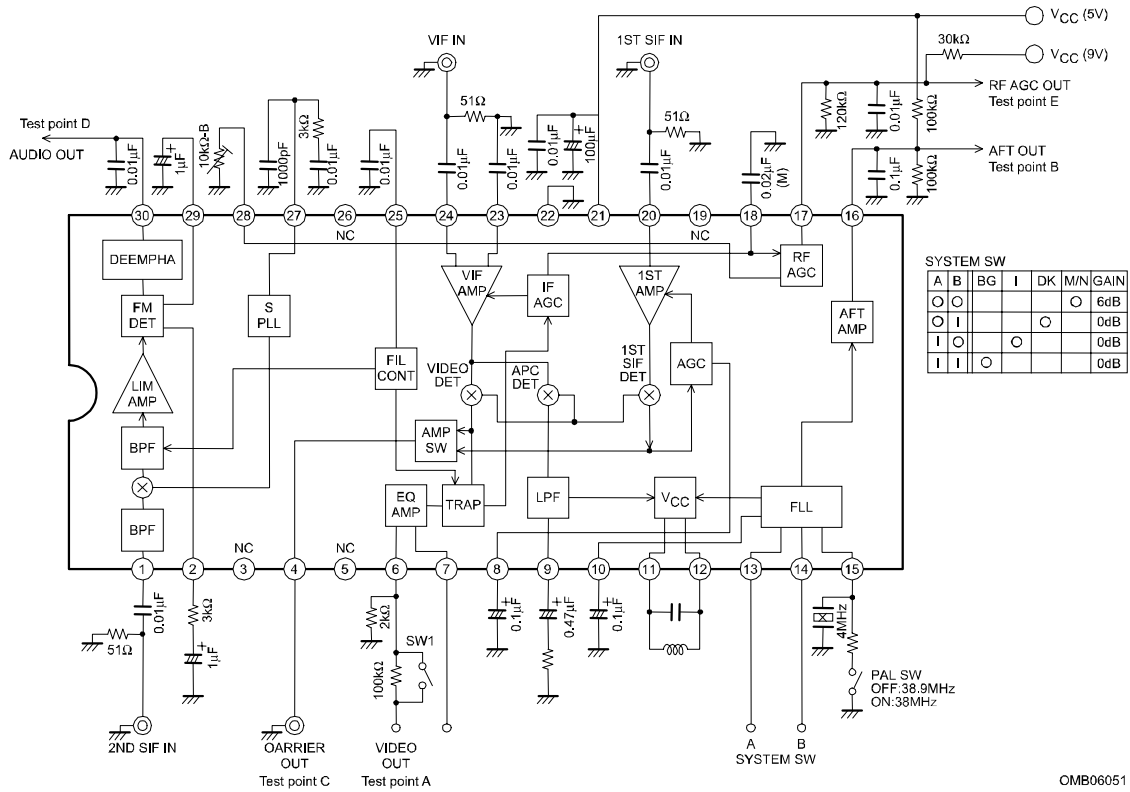 VCC (5V)
VIF IN
1ST SIF IN
30kΩ
VCC (9V)
RF AGC OUT
Test point E
51Ω
51Ω
120kΩ
0.01µF
100kΩ
Test point D
AUDIO OUT
0.01µF
+
1µF
10kΩ-B
1000pF
3kΩ
0.01µF
0.01µF
0.01µF
0.01µF
0.01µF
+
100µF
0.01µF
0.02µF
(M)
AFT OUT
Test point B
0.1µF
100kΩ
30 29 28 27 26 25 24 23 22 21 20 19 18 17 16
NC
NC
DEEMPHA
FM
DET
LIM
AMP
BPF
BPF
S
PLL
FIL
CONT
VIF
AMP
IF
AGC
1ST
AMP
RF
AGC
AFT
AMP
VIDEO
DET
APC
DET
1ST
SIF
DET
AGC
AMP
SW
EQ
AMP
TRAP
LPF
VCC
FLL
SYSTEM SW
A B BG I DK M/N GAIN
O O O 6dB
O I O 0dB
I O O 0dB
I I O 0dB
NC
NC
1 2 3 4 5 6 7 8 9 10 11 12 13 14 15
0.01µF
51Ω
3kΩ
+
1µF
2kΩ
SW1
100kΩ
+
0.1µF
+
0.47µF
+
0.1µF
4MHz
PAL SW
OFF:38.9MHz
ON:38MHz
2ND SIF IN
OARRIER
OUT
Test point C
VIDEO
OUT
Test point A
A B
SYSTEM SW
OMB06051